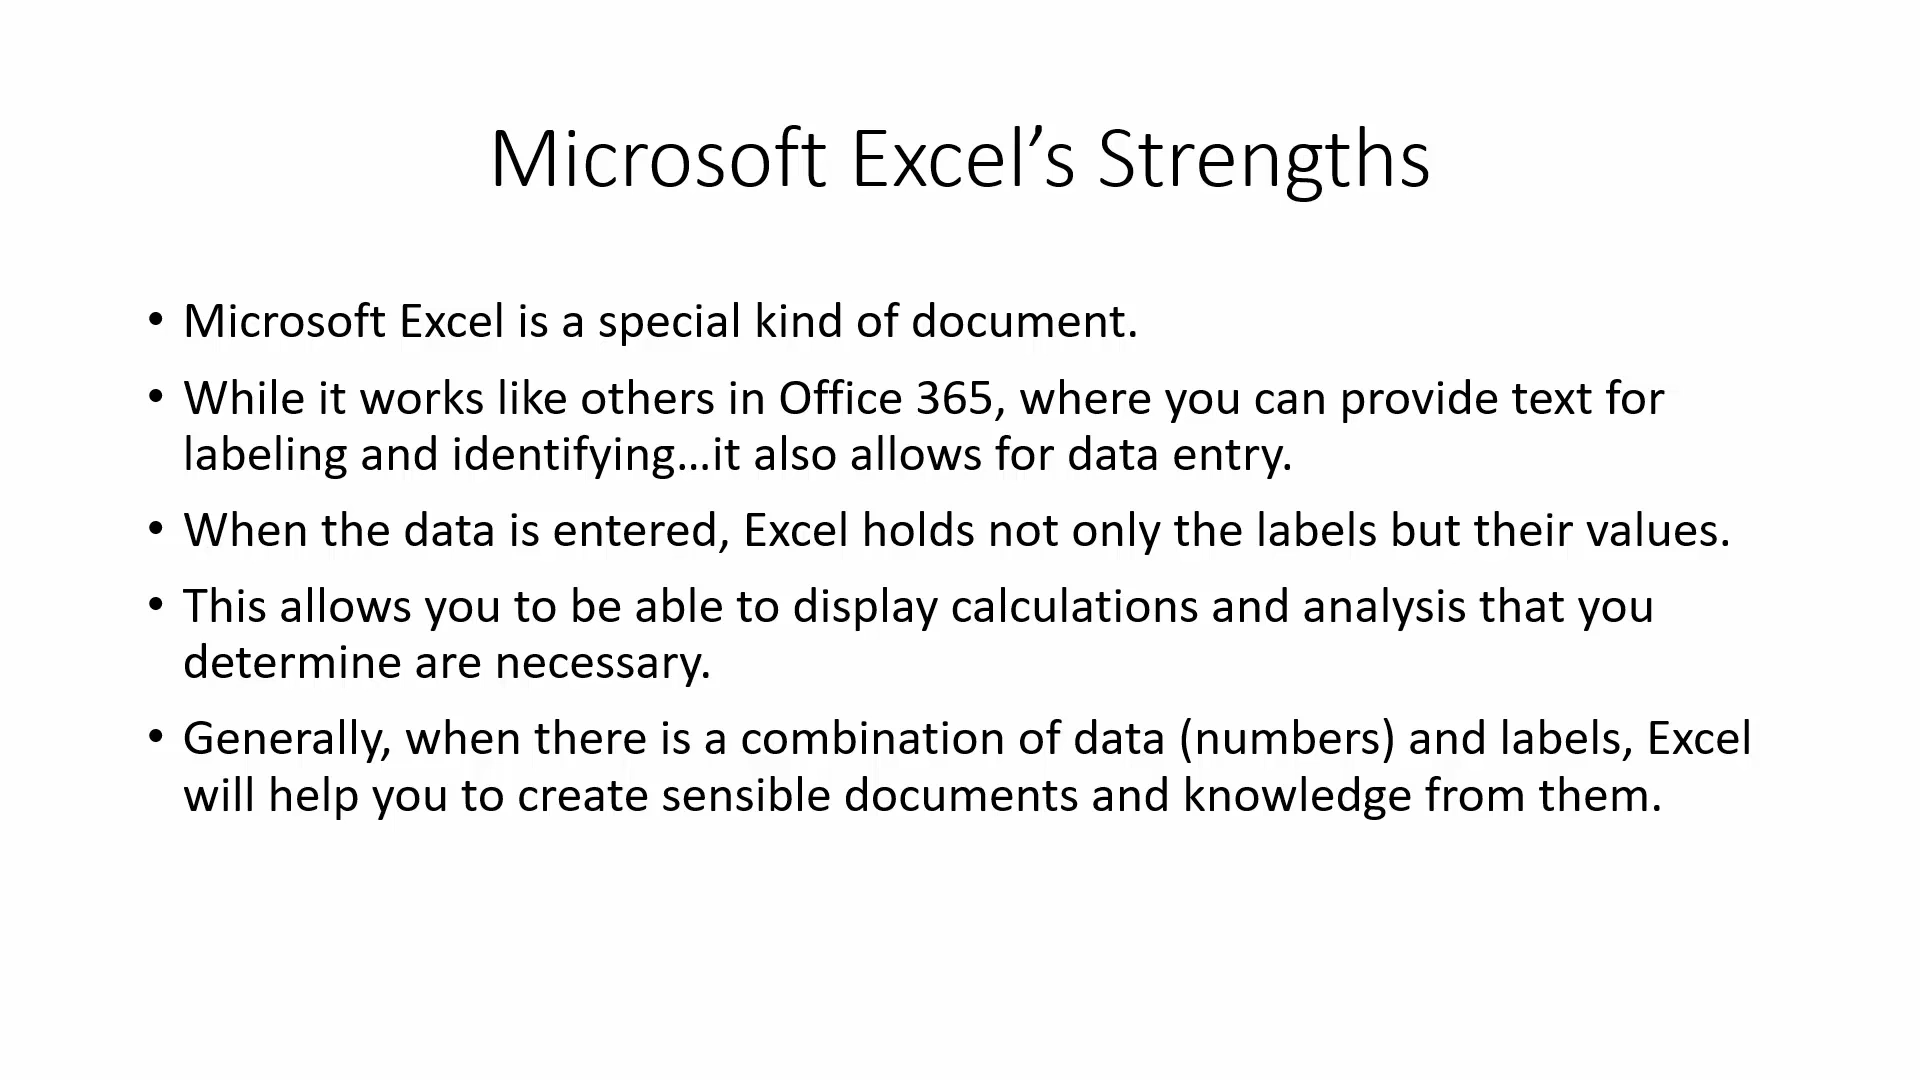 Microsoft Excel’s Strengths
• Microsoft Excel is a special kind of document.
• While it works like others in Office 365, where you can provide text for
labeling and identifying…it also allows for data entry.
• When the data is entered, Excel holds not only the labels but their values.
• This allows you to be able to display calculations and analysis that you
determine are necessary.
• Generally, when there is a combination of data (numbers) and labels, Excel
will help you to create sensible documents and knowledge from them.